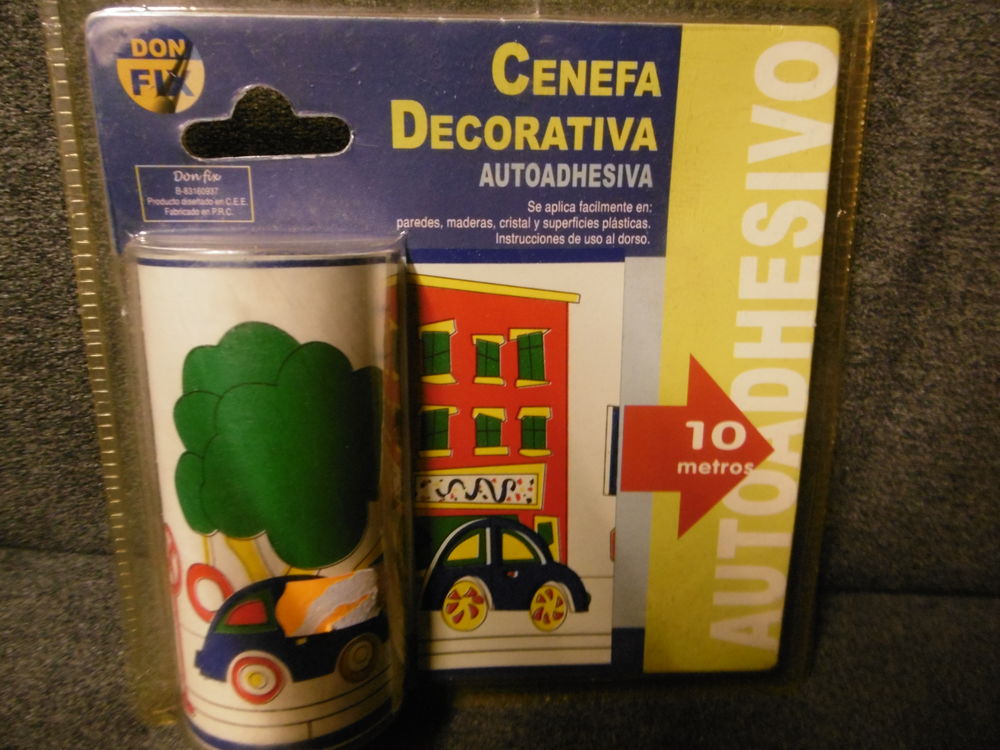 DON
FIX
CENEFA
DECORATIVA
AUTOADHESIVA
Don fix
B-83160937
Producto diseñado en C.E.E.
Fabricado en P.R.C.
Se aplica facilmente en:
paredes, maderas, cristal y superficies plásticas.
Instrucciones de uso al dorso.
10
metros
AUTOADHESIVO